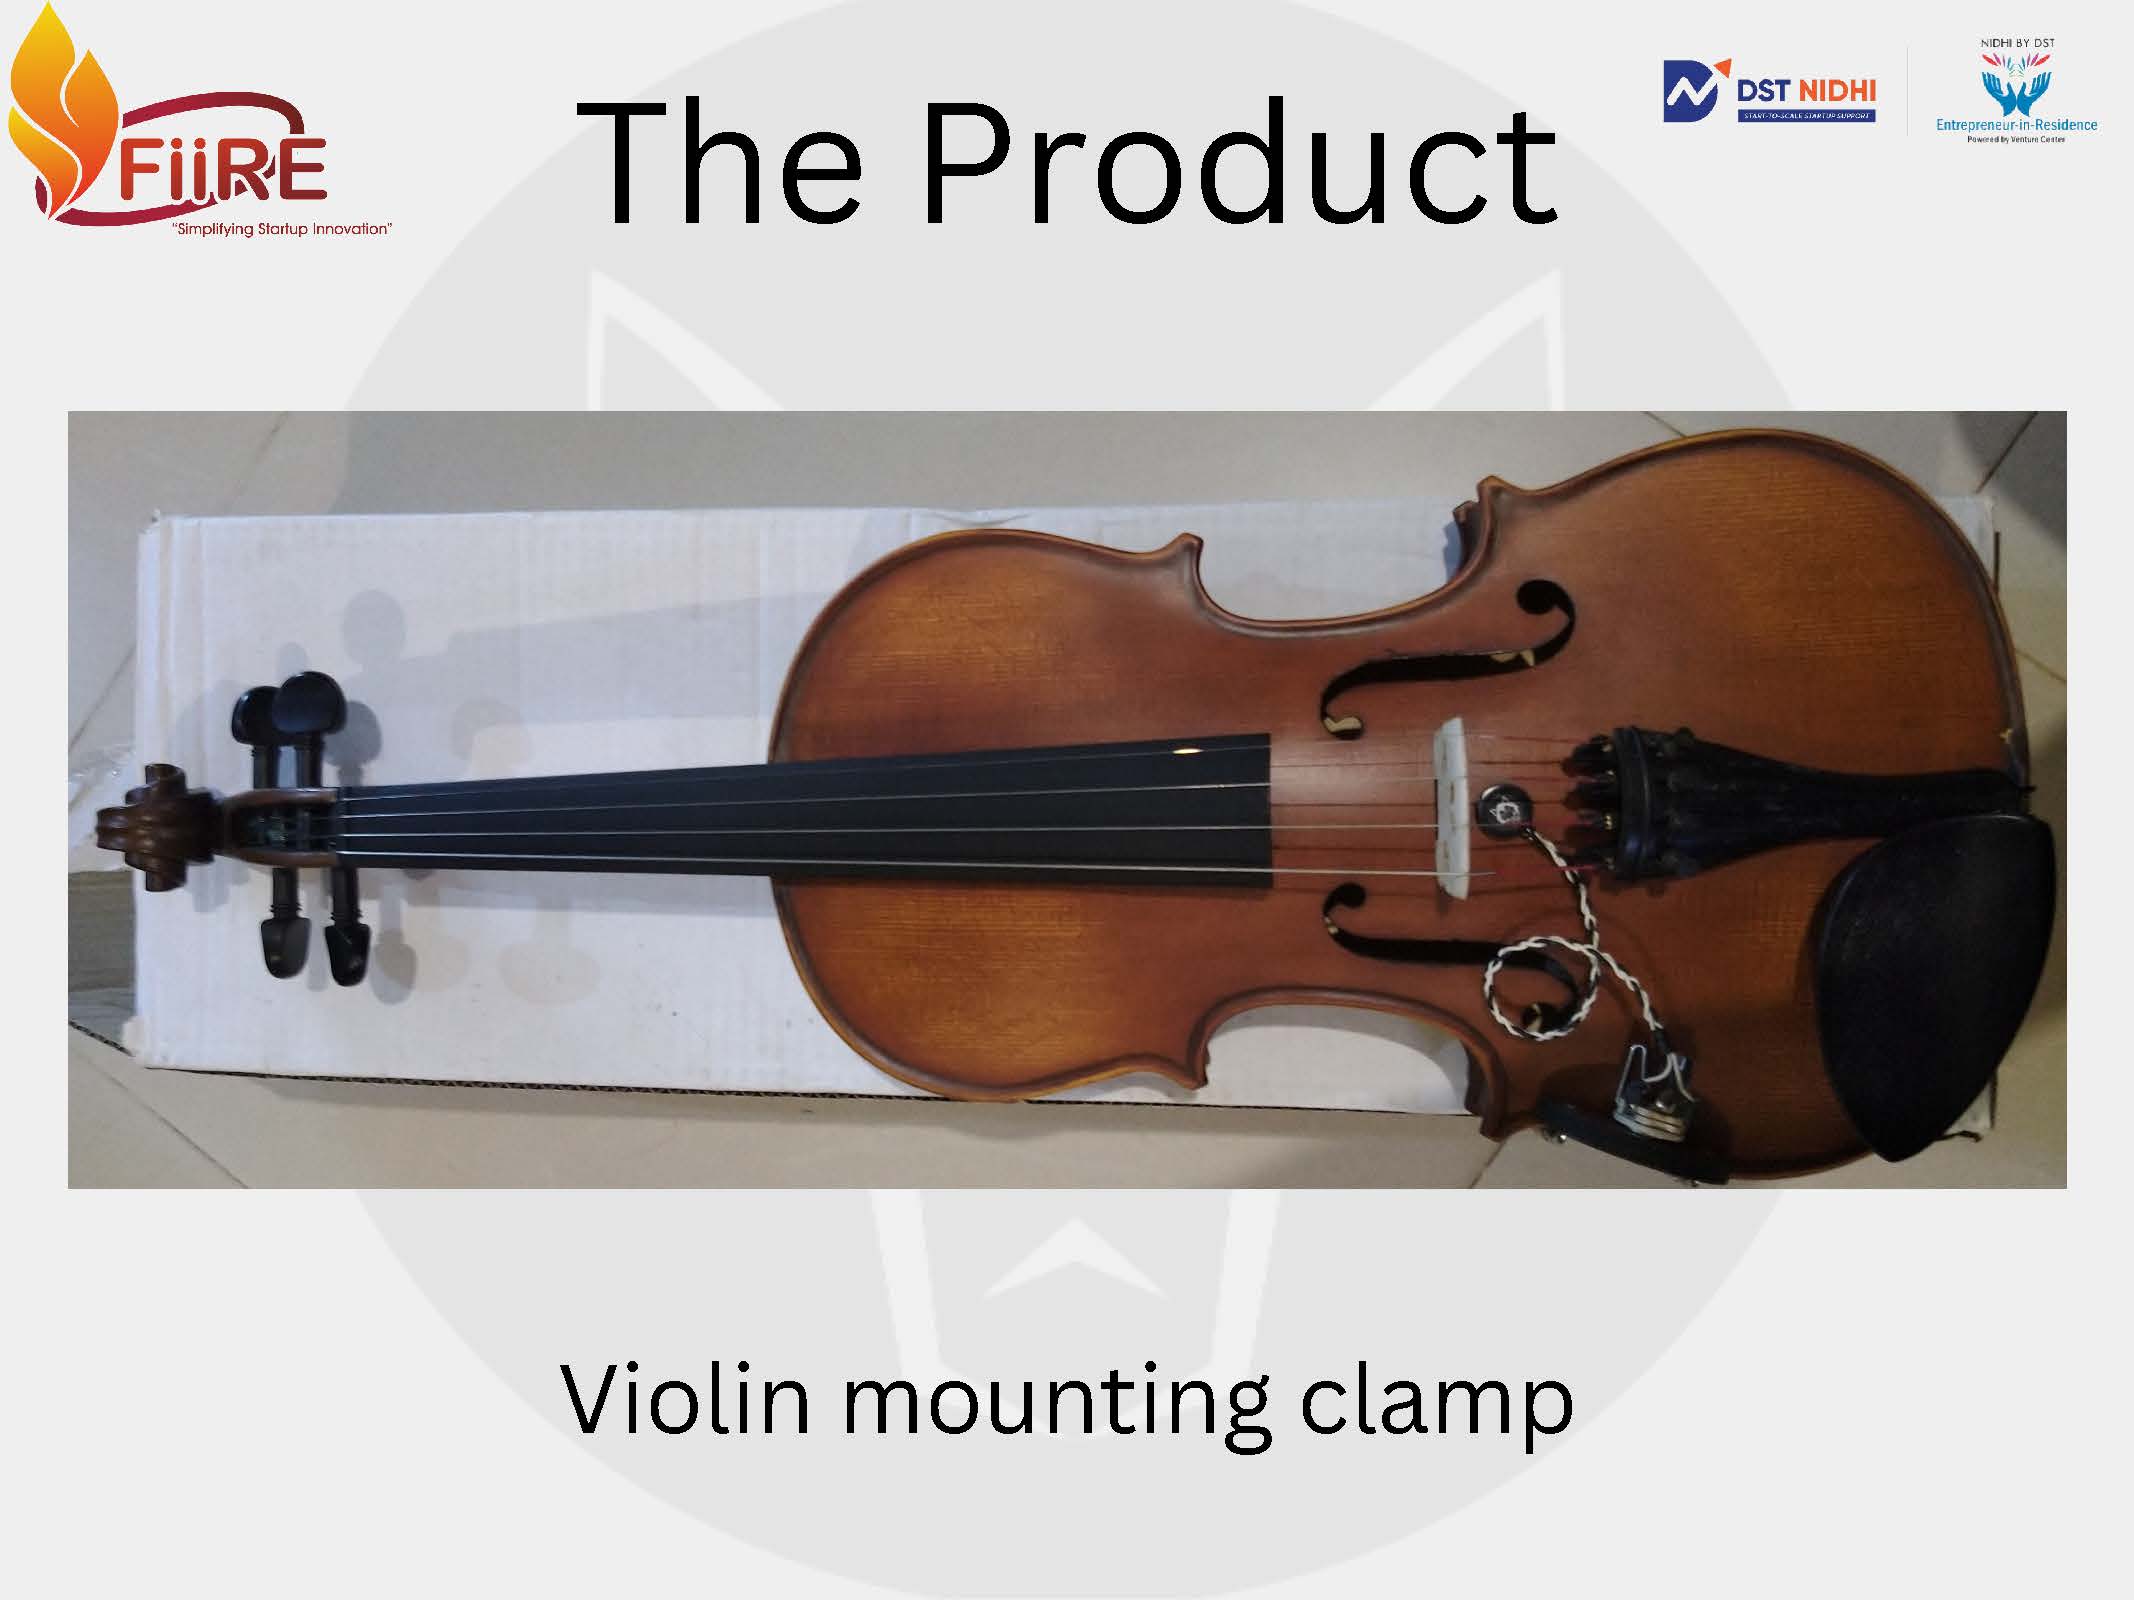 FiiRE
"Simplifying Startup Innovation"
The Product
DST NIDHI
START-TO-SCALE STARTUP SUPPORT
NIDHI BY DST
Entrepreneur-in-Residence
Powered by Venture Center
Violin mounting clamp